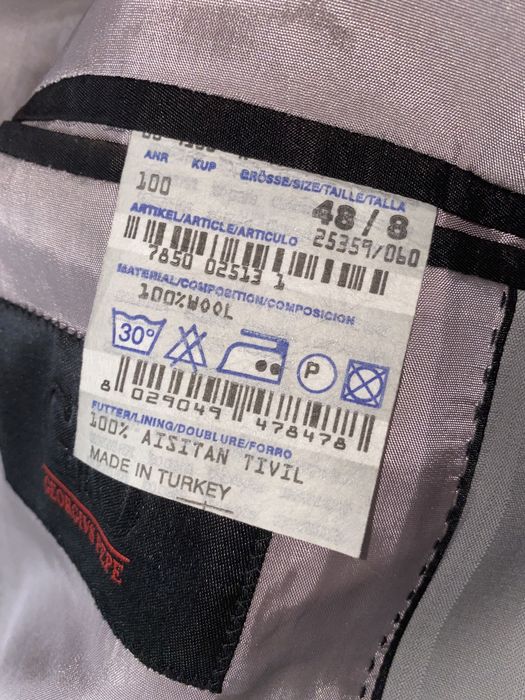 ANR KUP GRÖSSE/SIZE/TAILLE/TALLA
100 48 / 8
ARTIKEL/ARTICLE/ARTICULO 25359/060
7850 02513 1
MATERIAL/COMPOSITION/COMPOSICION
100%WOOL
30° P
8 029049 478478
FUTTER/LINING/DOUBLURE/FORRO
100% AISITAN TIVIL
MADE IN TURKEY